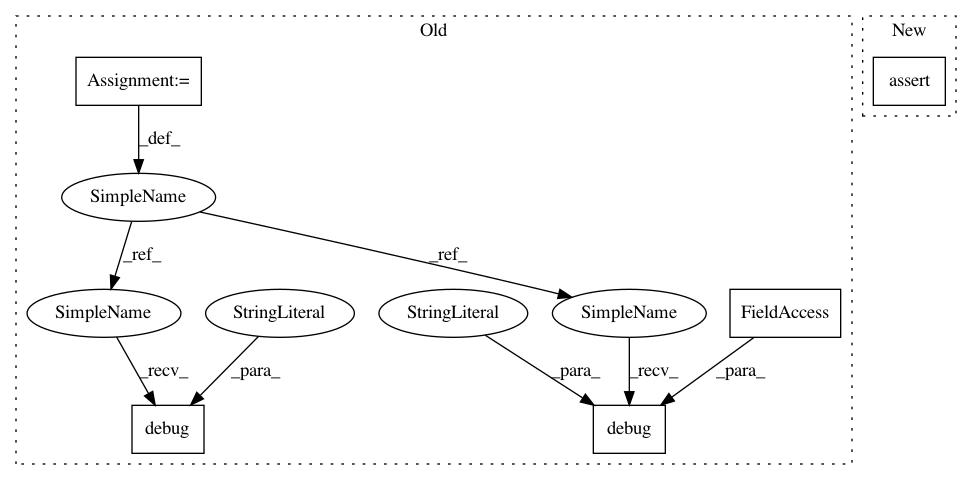 Old
New
Assignment:=
assert
_def_
SimpleName
_ref_
_ref_
SimpleName
StringLiteral
StringLiteral
SimpleName
FieldAccess
_recv_
_para_
_para_
_recv_
_para_
debug
debug